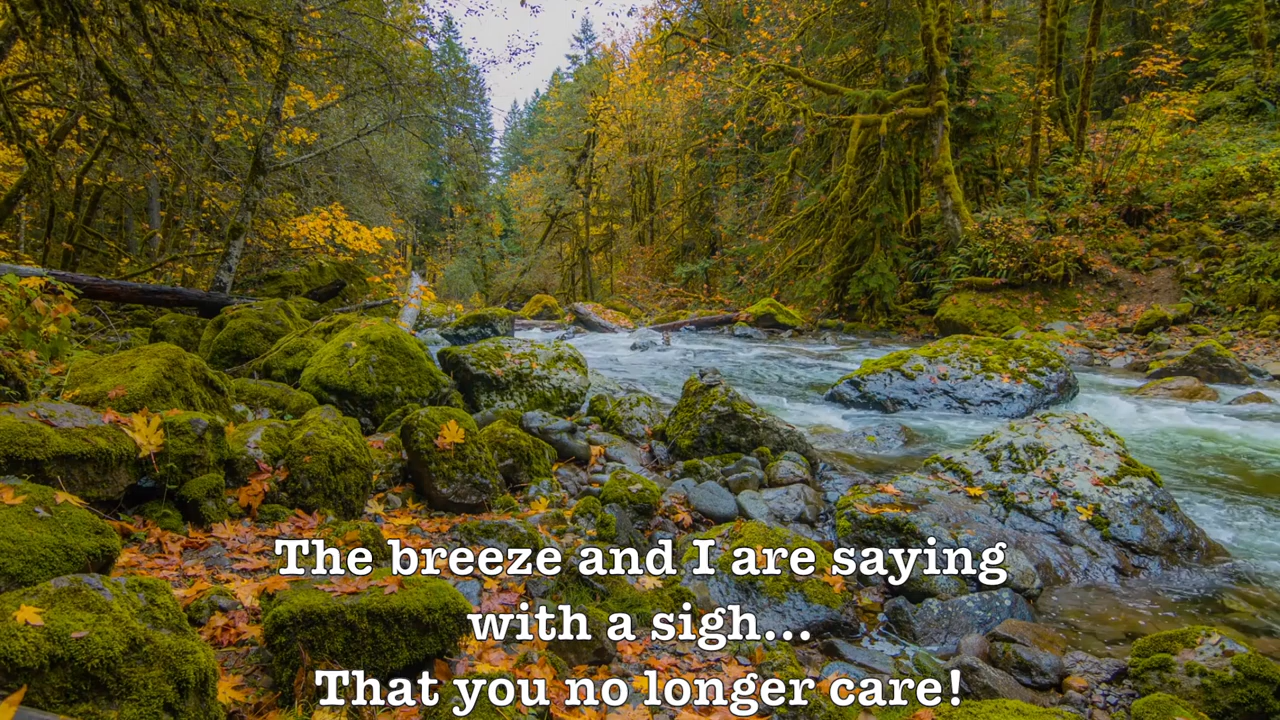 The breeze and I are saying
with a sigh...
That you no longer care!